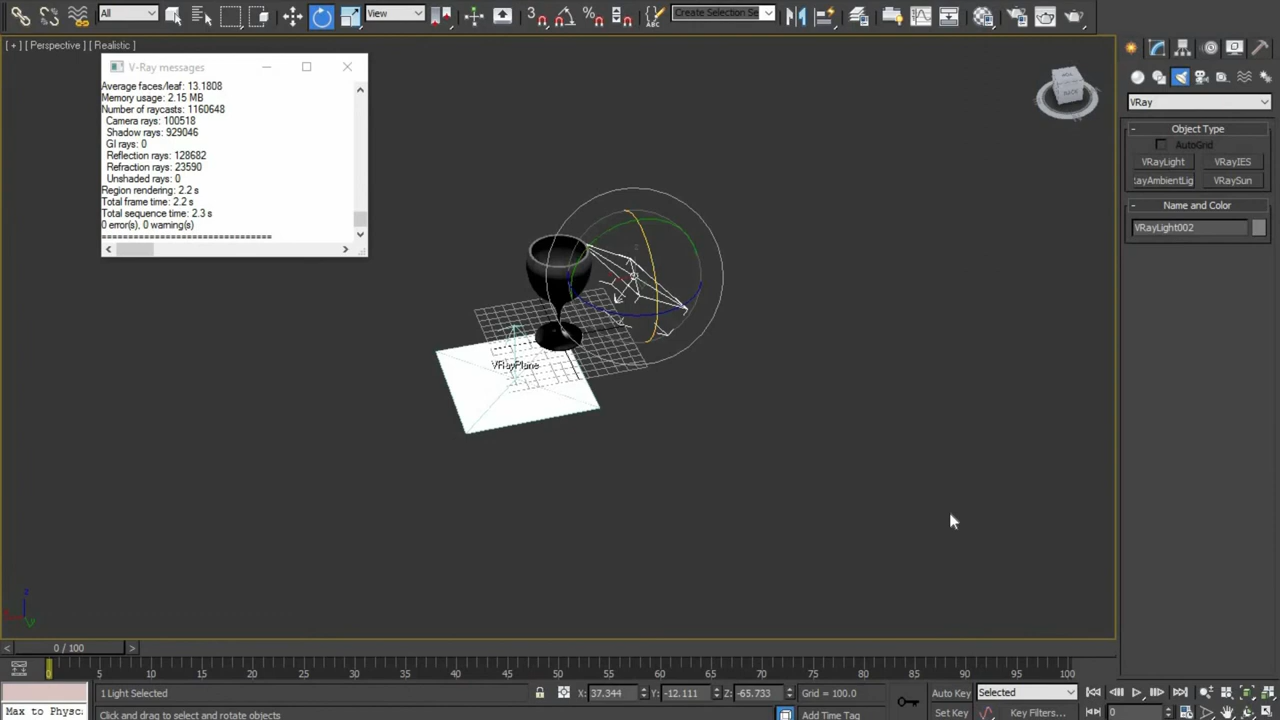 All
View
Create Selection Se
[ + ] [ Perspective ] [ Realistic ]
V-Ray messages
Average faces/leaf: 13.1808
Memory usage: 2.15 MB
Number of raycasts: 1160648
Camera rays: 100518
Shadow rays: 929046
GI rays: 0
Reflection rays: 128682
Refraction rays: 23590
Unshaded rays: 0
Region rendering: 2.2 s
Total frame time: 2.2 s
Total sequence time: 2.3 s
0 error(s), 0 warning(s)
==============================
VRay
- Object Type
AutoGrid
VRayLight VRayIES
RayAmbientLig VRaySun
- Name and Color
VRayLight002
VRayPlane
z
y
< 0 / 100 >
0 5 10 15 20 25 30 35 40 45 50 55 60 65 70 75 80 85 90 95 100
1 Light Selected X: 37.344 Y: -12.111 Z: -65.733 Grid = 100.0 Auto Key Selected
Max to Physc Click and drag to select and rotate objects Add Time Tag Set Key Key Filters... 0